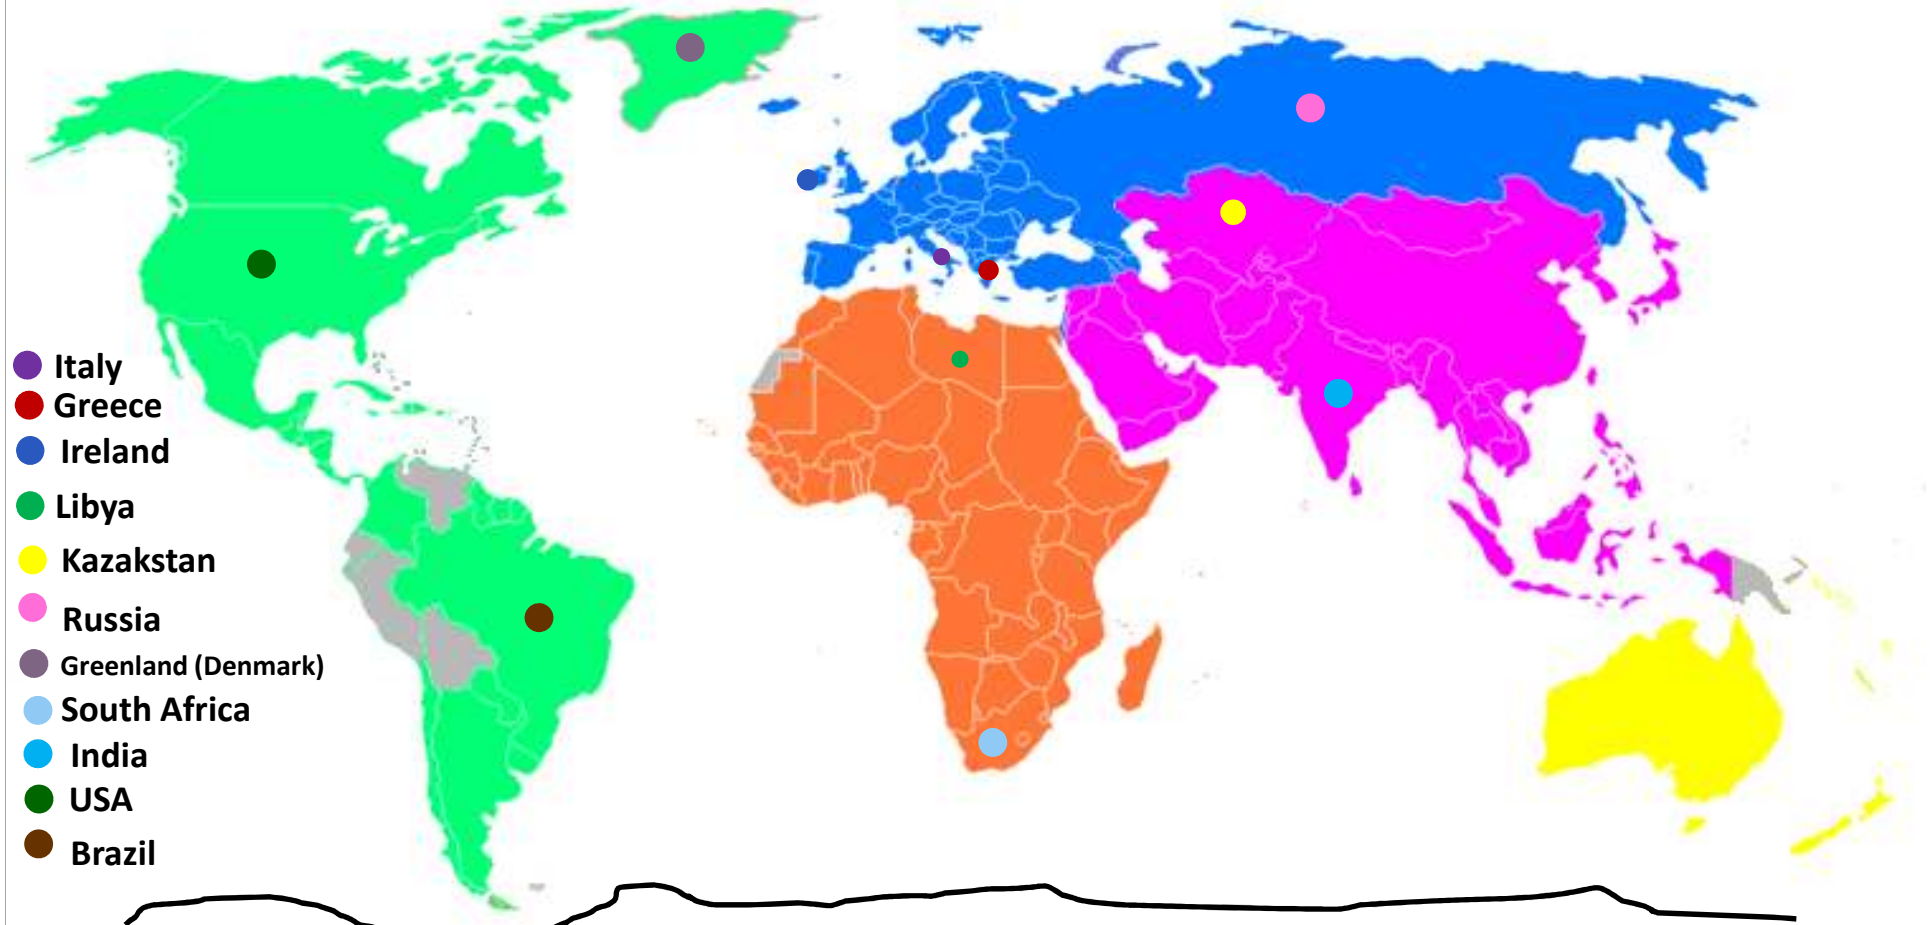 Italy
Greece
Ireland
Libya
Kazakstan
Russia
Greenland (Denmark)
South Africa
India
USA
Brazil